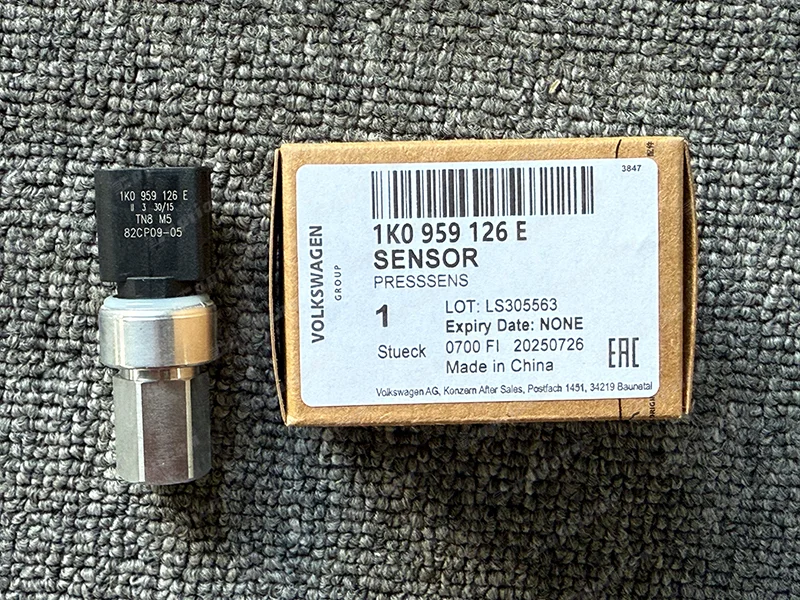 1K0 959 126 E
3 30/15
TN8 M5
82CP09-05
3847
VOLKSWAGEN
GROUP
1K0 959 126 E
SENSOR
PRESSSENS
1
Stueck
LOT: LS305563
Expiry Date: NONE
0700 FI 20250726
Made in China
EAC
Volkswagen AG, Konzern After Sales, Postfach 1451, 34219 Baunatal